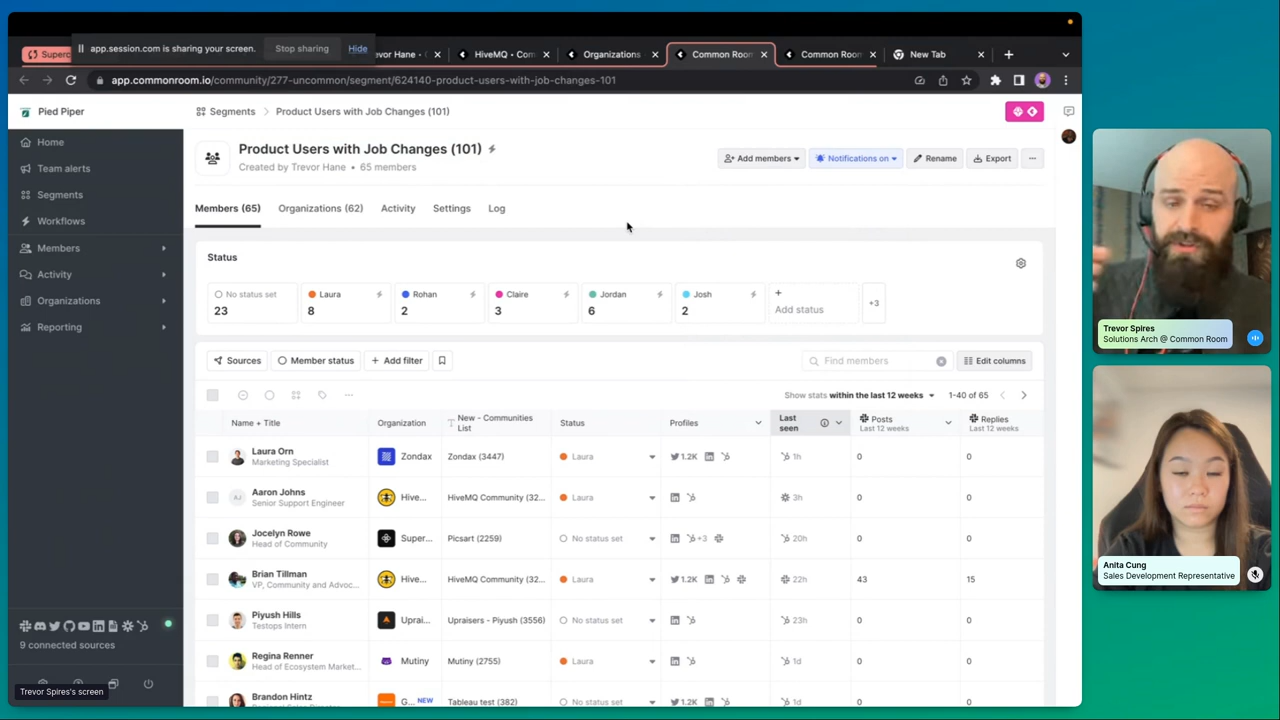 app.session.com is sharing your screen.
Stop sharing
Hide
vor Hane -
HiveMQ • Com
Organizations
Common Roo
Common Room
New Tab
app.commonroom.io/community/277-uncommon/segment/624140-product-users-with-job-changes-101
Pied Piper
Segments
Product Users with Job Changes (101)
Home
Team alerts
Segments
Workflows
Members
Activity
Organizations
Reporting
9 connected sources
Product Users with Job Changes (101)
Created by Trevor Hane • 65 members
Add members
Notifications on
Rename
Export
Members (65)
Organizations (62)
Activity
Settings
Log
Status
No status set
23
Laura
8
Rohan
2
Claire
3
Jordan
6
Josh
2
+
Add status
+3
Sources
Member status
+ Add filter
Find members
Edit columns
Show stats within the last 12 weeks
1-40 of 65
Name + Title
Organization
New - Communities List
Status
Profiles
Last seen
Posts
Last 12 weeks
Replies
Last 12 weeks
Laura Orn
Marketing Specialist
Zondax
Zondax (3447)
Laura
1.2K
1h
0
0
AJ
Aaron Johns
Senior Support Engineer
Hive...
HiveMQ Community (32...
Laura
3h
0
0
Jocelyn Rowe
Head of Community
Super...
Picsart (2259)
No status set
+3
20h
0
0
Brian Tillman
VP, Community and Advoc...
Hive...
HiveMQ Community (32...
Laura
1.2K
22h
43
15
Piyush Hills
Testops Intern
Uprai...
Upraisers - Piyush (3556)
No status set
23h
0
0
Regina Renner
Head of Ecosystem Market...
Mutiny
Mutiny (2755)
Laura
1d
0
0
Brandon Hintz
G...
NEW
Tableau test (382)
No status set
1.2K
1d
0
0
Trevor Spires's screen
Trevor Spires
Solutions Arch @ Common Room
Anita Cung
Sales Development Representative